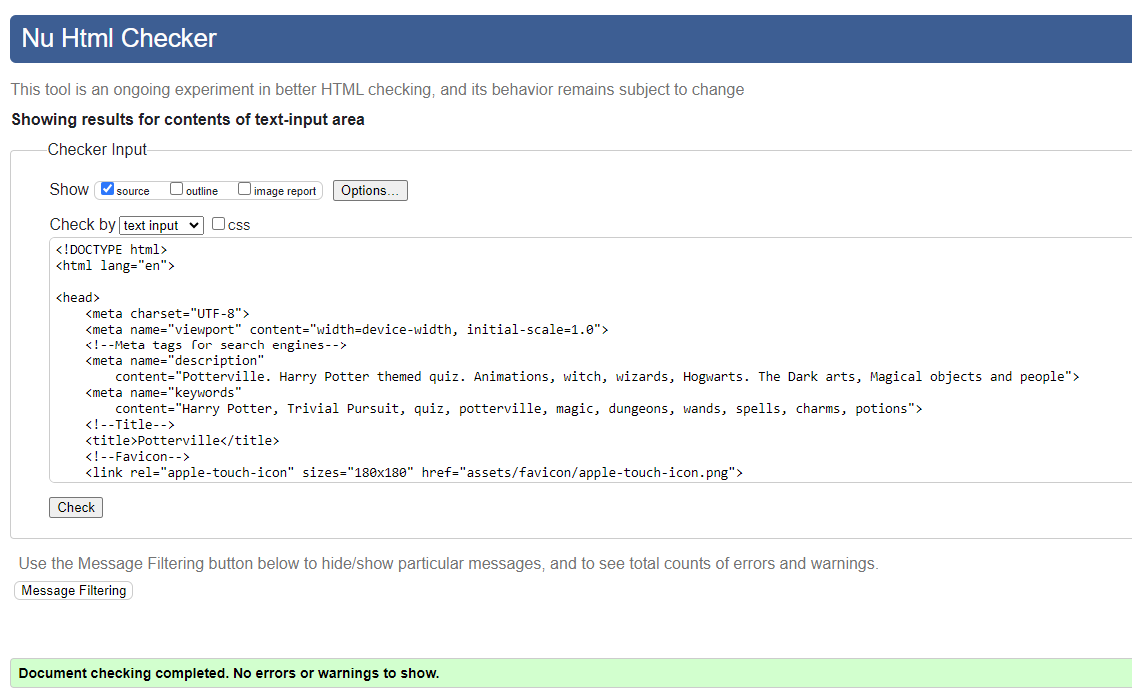 Nu Html Checker
This tool is an ongoing experiment in better HTML checking, and its behavior remains subject to change
Showing results for contents of text-input area
Checker Input
Show source outline image report Options...
Check by text input css
<!DOCTYPE html>
<html lang="en">
<head>
<meta charset="UTF-8">
<meta name="viewport" content="width=device-width, initial-scale=1.0">
<!--Meta tags for search engines-->
<meta name="description"
content="Potterville. Harry Potter themed quiz. Animations, witch, wizards, Hogwarts. The Dark arts, Magical objects and people">
<meta name="keywords"
content="Harry Potter, Trivial Pursuit, quiz, potterville, magic, dungeons, wands, spells, charms, potions">
<!--Title-->
<title>Potterville</title>
<!--Favicon-->
<link rel="apple-touch-icon" sizes="180x180" href="assets/favicon/apple-touch-icon.png">
Check
Use the Message Filtering button below to hide/show particular messages, and to see total counts of errors and warnings.
Message Filtering
Document checking completed. No errors or warnings to show.